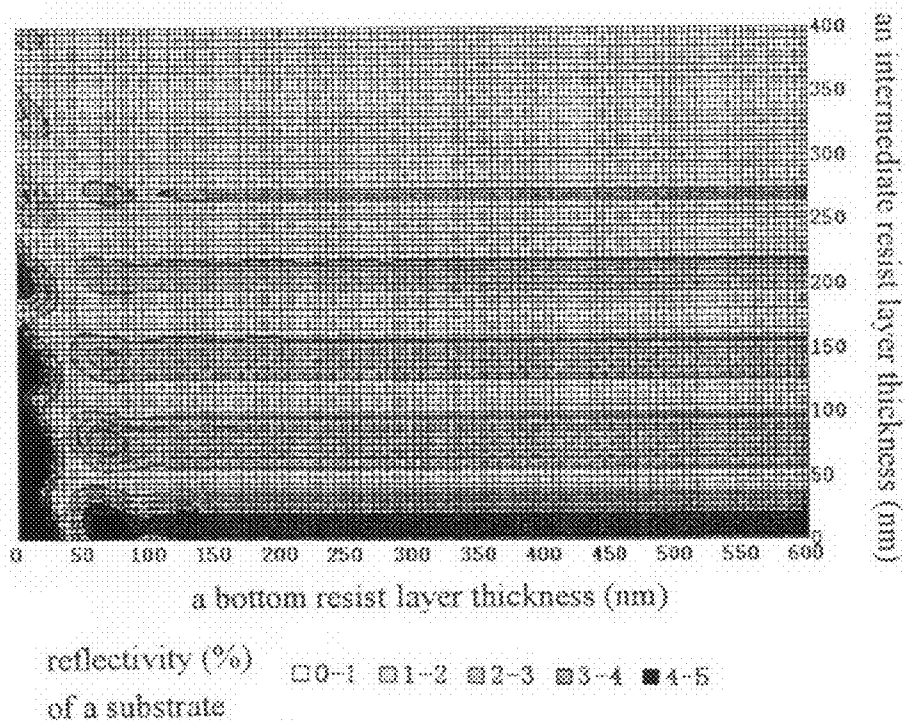 400
350
300
250
200
150
100
50
0
an intermediate resist layer thickness (nm)
0 50 100 150 200 250 300 350 400 450 500 550 600
a bottom resist layer thickness (nm)
reflectivity (%)
of a substrate
0-1 1-2 2-3 3-4 4-5